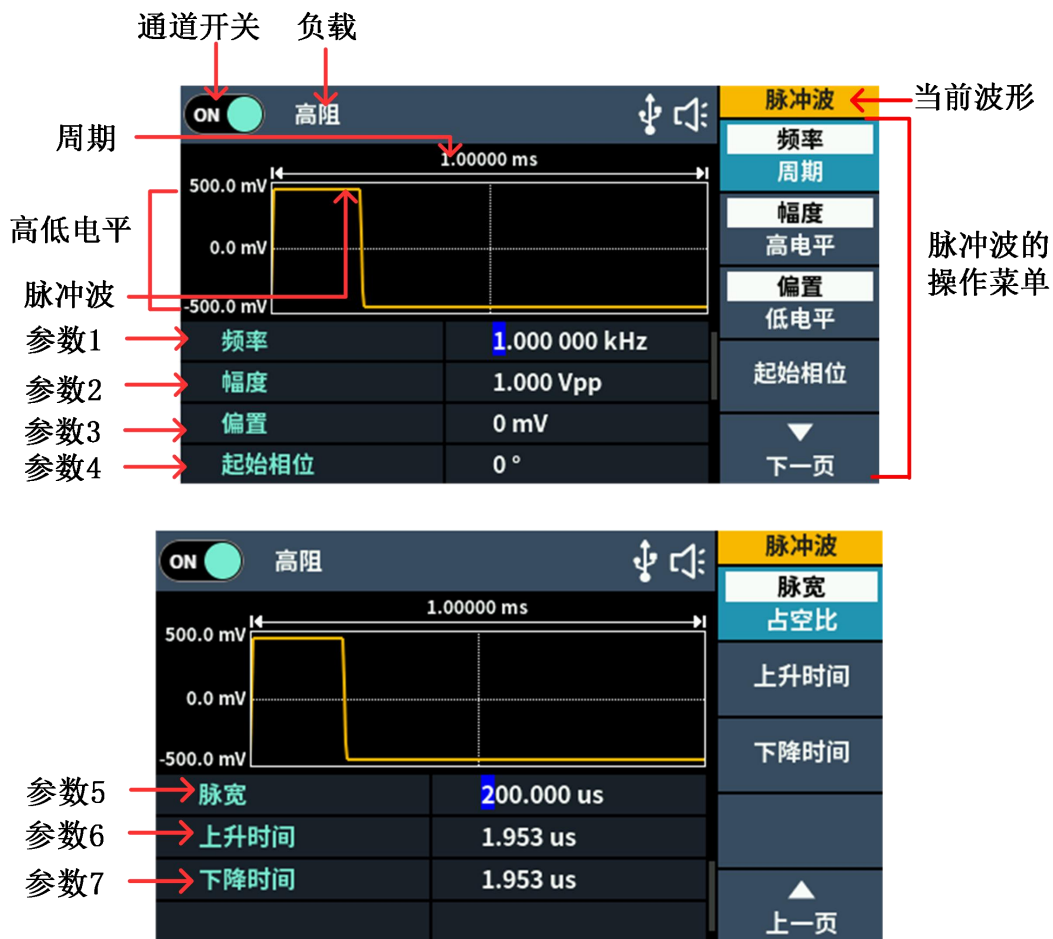 通道开关 负载
ON 高阻 脉冲波 当前波形
周期 1.00000 ms 频率
周期
500.0 mV 幅度
高低电平 0.0 mV 高电平 脉冲波的
操作菜单
脉冲波 -500.0 mV 偏置
低电平
参数1 频率 1.000 000 kHz
参数2 幅度 1.000 Vpp 起始相位
参数3 偏置 0 mV
参数4 起始相位 0 ° 下一页
ON 高阻 脉冲波
1.00000 ms 脉宽
占空比
500.0 mV
0.0 mV 上升时间
-500.0 mV 下降时间
参数5 脉宽 200.000 us
参数6 上升时间 1.953 us
参数7 下降时间 1.953 us
上一页